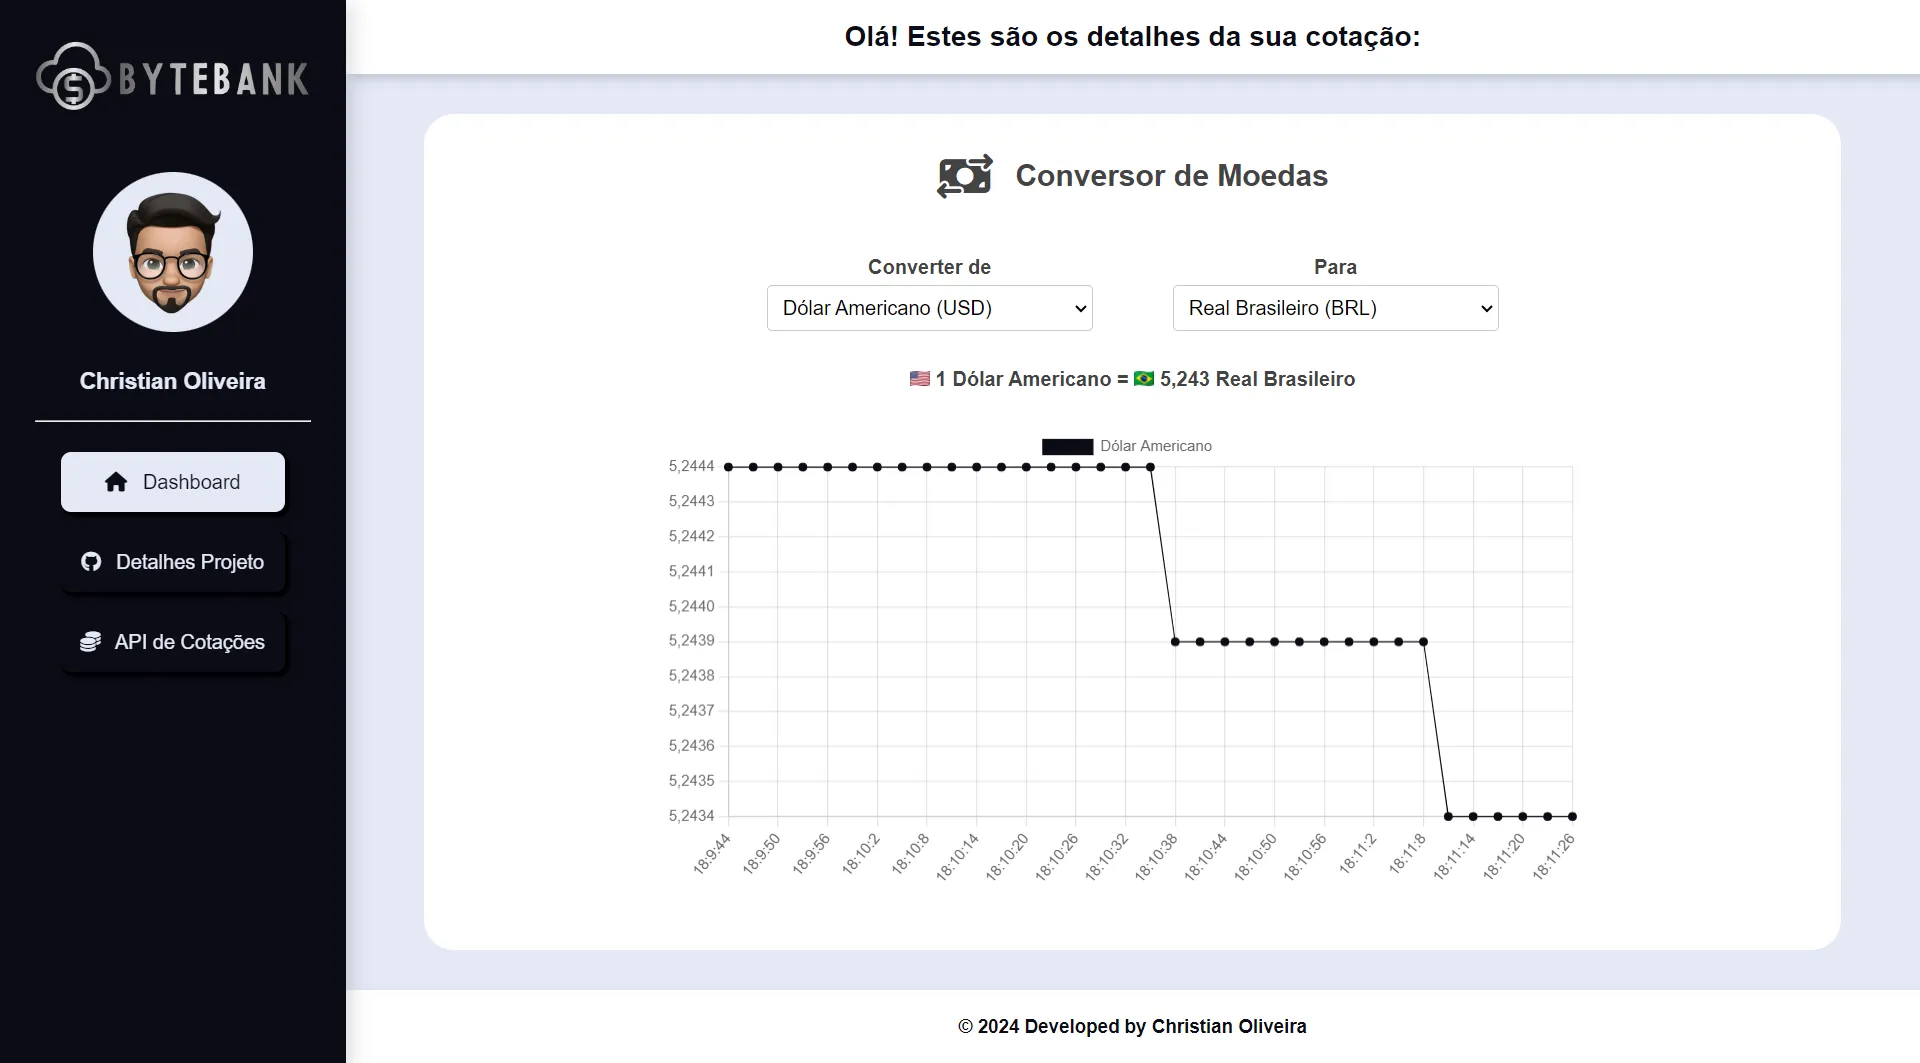 BYTEBANK
Christian Oliveira
Dashboard
Detalhes Projeto
API de Cotações
Olá! Estes são os detalhes da sua cotação:
Conversor de Moedas
Converter de
Dólar Americano (USD)
Para
Real Brasileiro (BRL)
🇺🇸 1 Dólar Americano = 🇧🇷 5,243 Real Brasileiro
Dólar Americano
5,2444
5,2443
5,2442
5,2441
5,2440
5,2439
5,2438
5,2437
5,2436
5,2435
5,2434
18:9:44
18:9:50
18:9:56
18:10:2
18:10:8
18:10:14
18:10:20
18:10:26
18:10:32
18:10:38
18:10:44
18:10:50
18:10:56
18:11:2
18:11:8
18:11:14
18:11:20
18:11:26
© 2024 Developed by Christian Oliveira